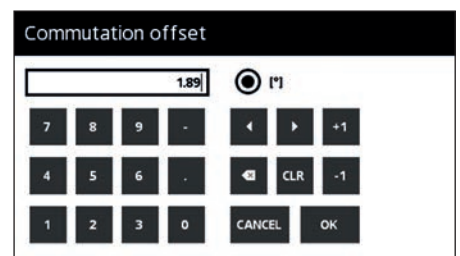 Commutation offset
1.89 [°]
7 8 9 - +1
4 5 6 . CLR -1
1 2 3 0 CANCEL OK